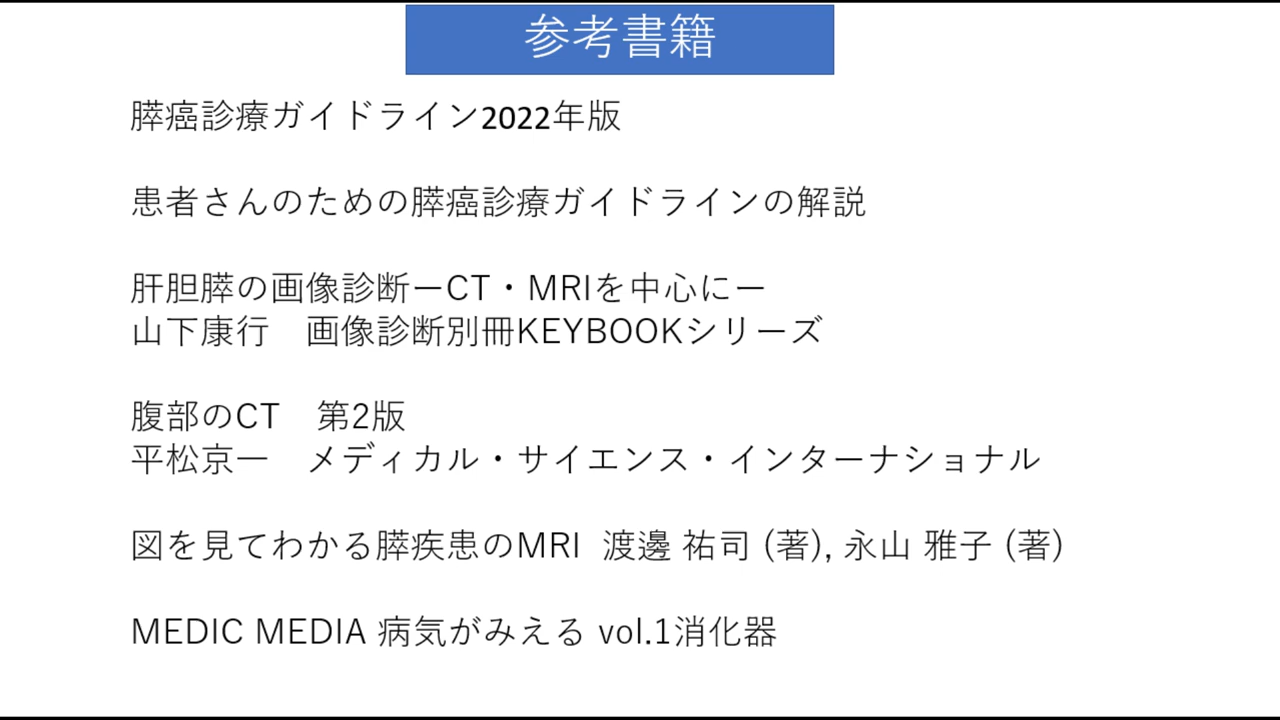 参考書籍
膵癌診療ガイドライン2022年版
患者さんのための膵癌診療ガイドラインの解説
肝胆膵の画像診断ーCT・MRIを中心にー
山下康行　画像診断別冊KEYBOOKシリーズ
腹部のCT　第2版
平松京一　メディカル・サイエンス・インターナショナル
図を見てわかる膵疾患のMRI 渡邊 祐司 (著), 永山 雅子 (著)
MEDIC MEDIA 病気がみえる vol.1消化器